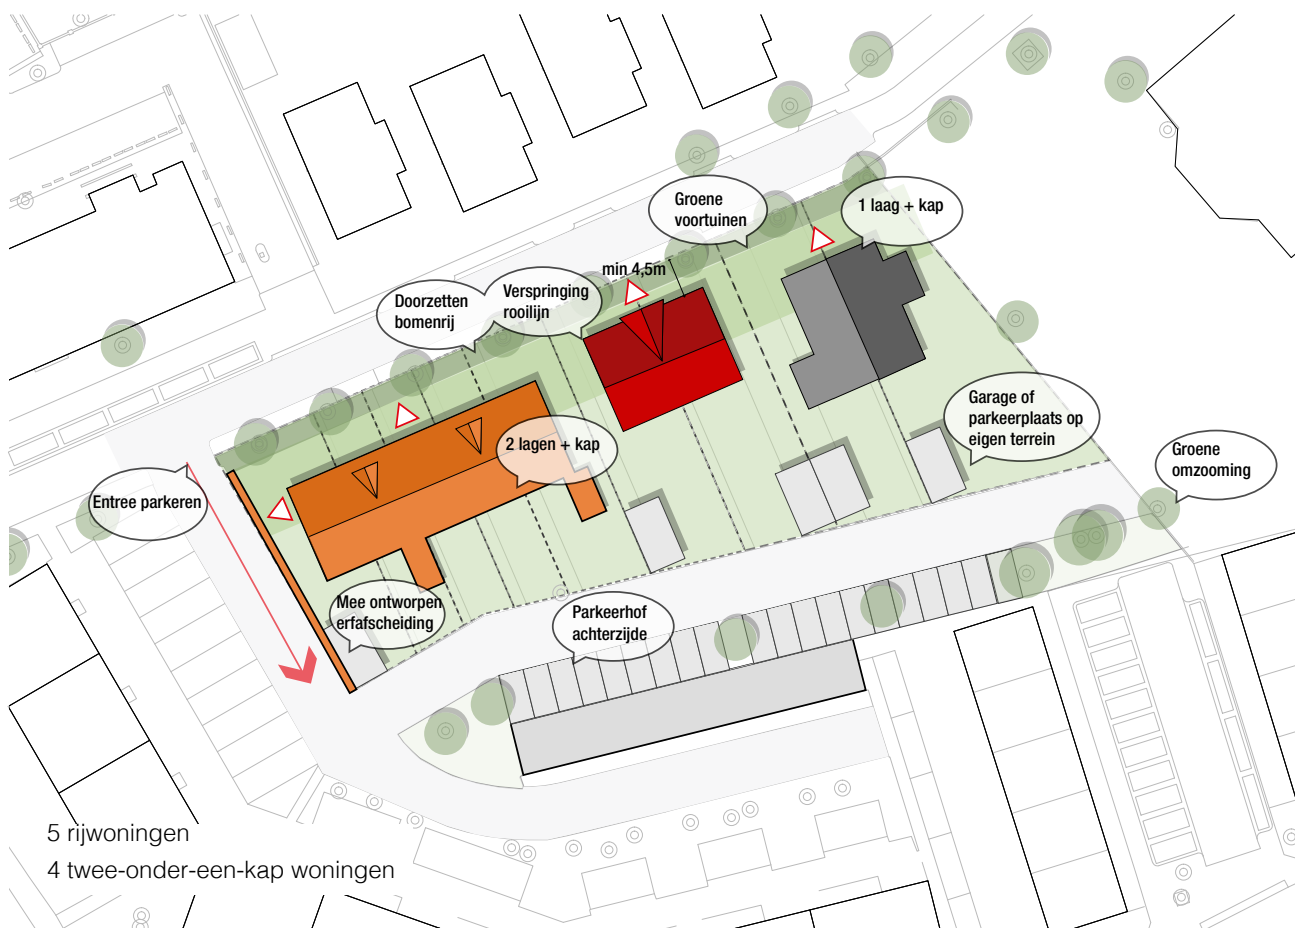 Groene
voortuinen
1 laag + kap
min 4,5m
Doorzetten
bomenrij
Verspringing
rooilijn
Garage of
parkeerplaats op
eigen terrein
2 lagen + kap
Groene
omzooming
Entree parkeren
Mee ontworpen
erfafscheiding
Parkeerhof
achterzijde
5 rijwoningen
4 twee-onder-een-kap woningen